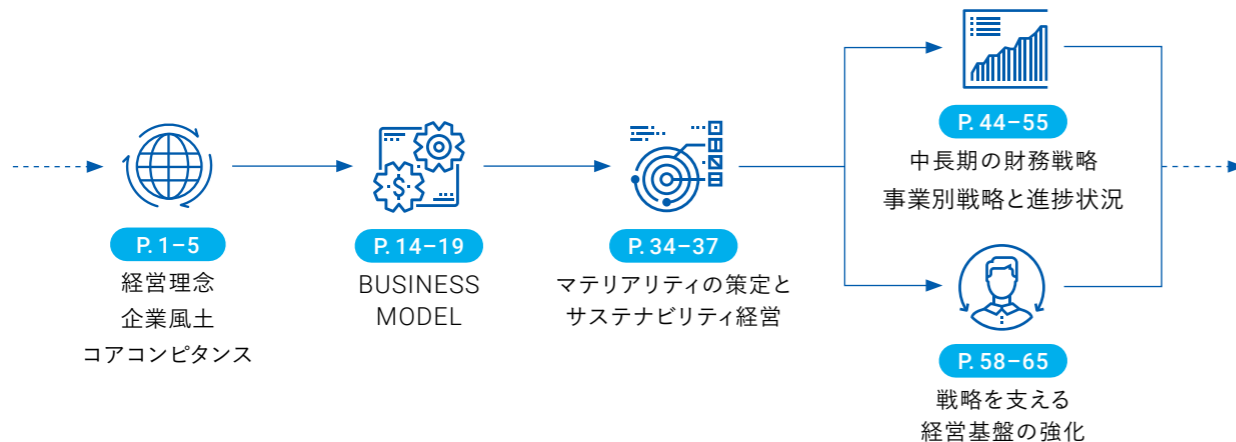 P. 1–5
経営理念
企業風土
コアコンピタンス
P. 14–19
BUSINESS
MODEL
P. 34–37
マテリアリティの策定と
サステナビリティ経営
P. 44–55
中長期の財務戦略
事業別戦略と進捗状況
P. 58–65
戦略を支える
経営基盤の強化
$